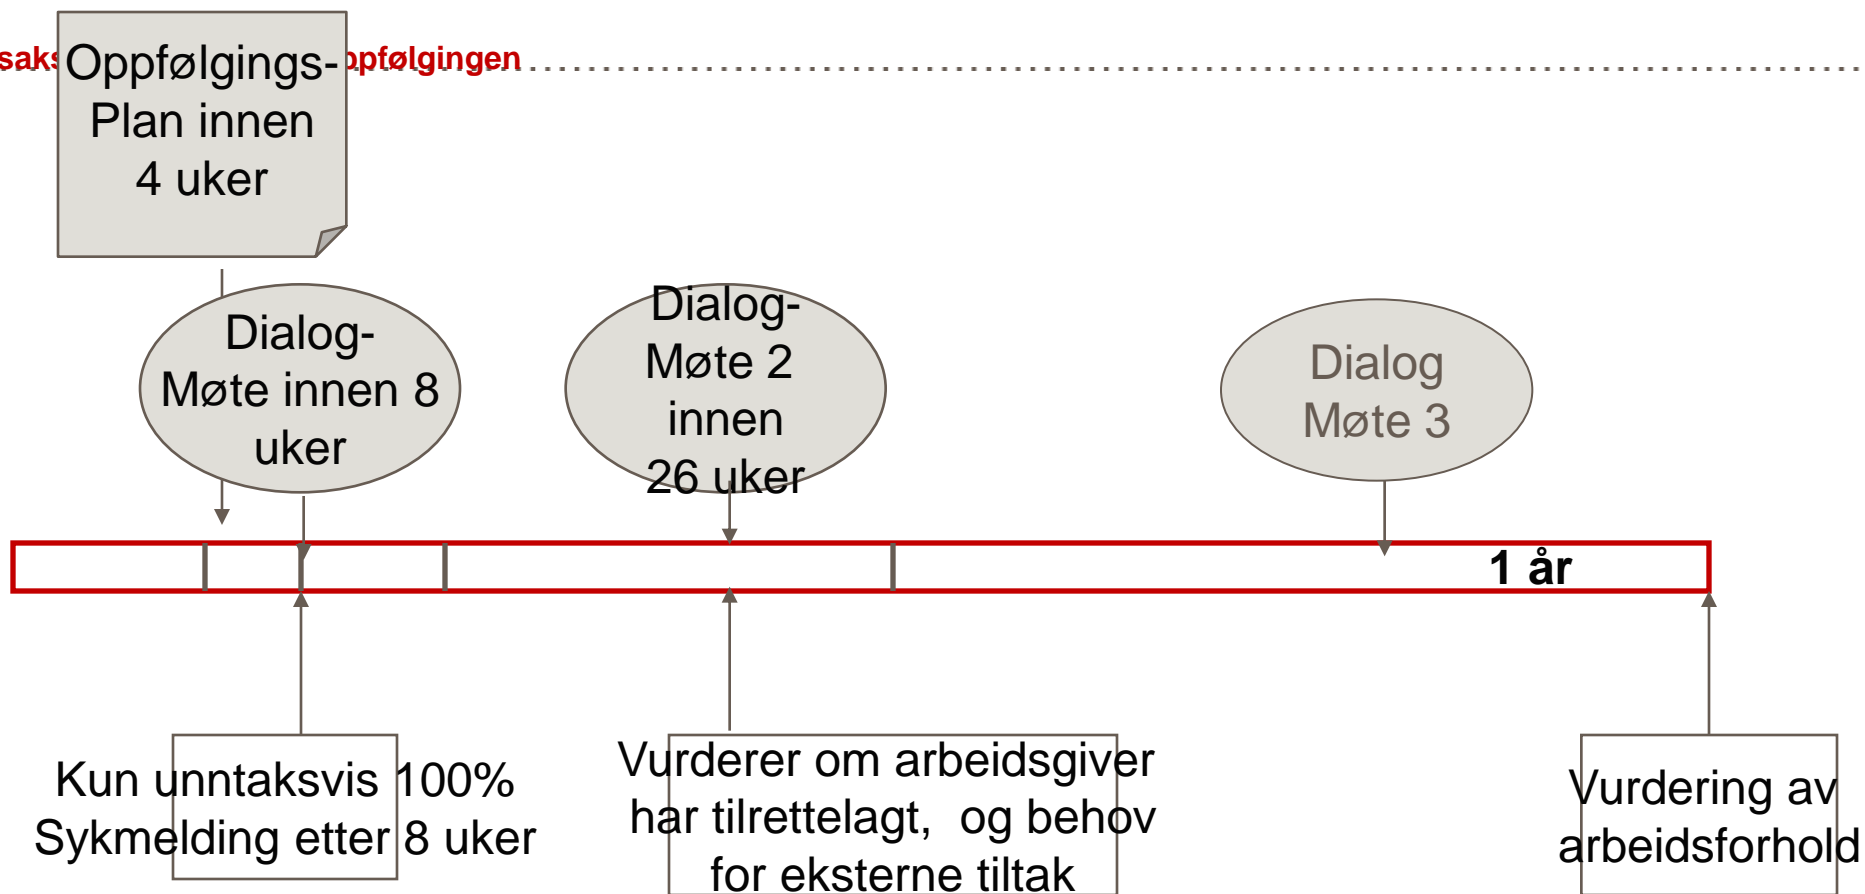 saks
ppfølgingen
Oppfølgings-
Plan innen
4 uker
Dialog-
Møte innen 8
uker
Dialog-
Møte 2
innen
26 uker
Dialog
Møte 3
1 år
Kun unntaksvis 100%
Sykmelding etter 8 uker
Vurderer om arbeidsgiver
har tilrettelagt, og behov
for eksterne tiltak
Vurdering av
arbeidsforhold